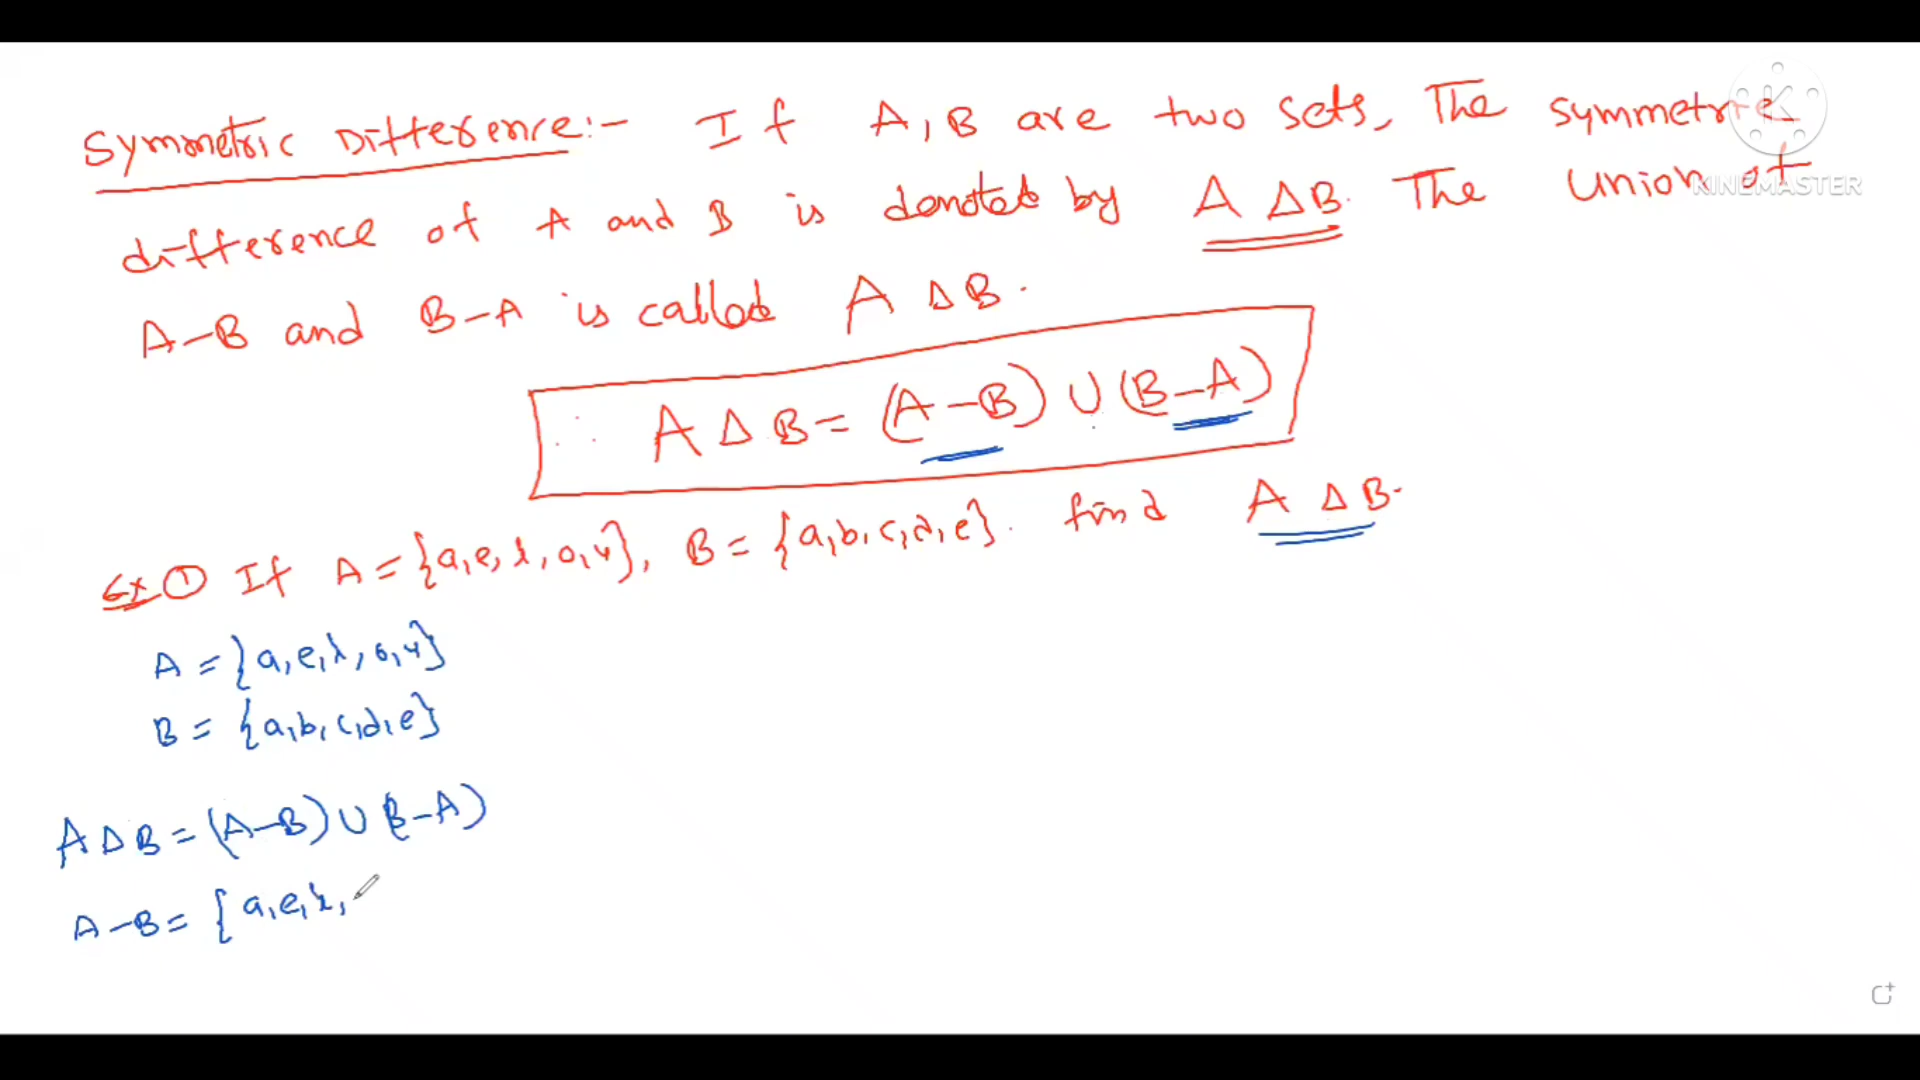 Symmetric Difference:- If A, B are two sets, The symmetric
difference of A and B is denoted by A Δ B. The union of
A-B and B-A is called A Δ B.
∴ A Δ B = (A-B) ∪ (B-A)
Ex ① If A = {a, e, i, o, u}, B = {a, b, c, d, e}. find A Δ B.
A = {a, e, i, o, u}
B = {a, b, c, d, e}
A Δ B = (A-B) ∪ (B-A)
A-B = { a, e, i,
KINEMASTER